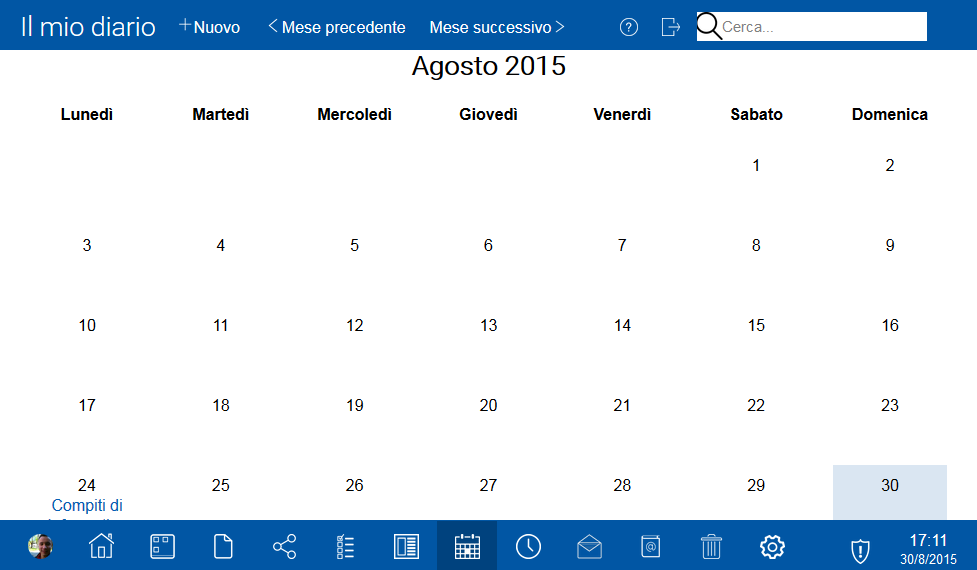 Il mio diario +Nuovo < Mese precedente Mese successivo > ? Cerca...
Agosto 2015
Lunedì Martedì Mercoledì Giovedì Venerdì Sabato Domenica
1 2
3 4 5 6 7 8 9
10 11 12 13 14 15 16
17 18 19 20 21 22 23
24 25 26 27 28 29 30
Compiti di
17:11
30/8/2015